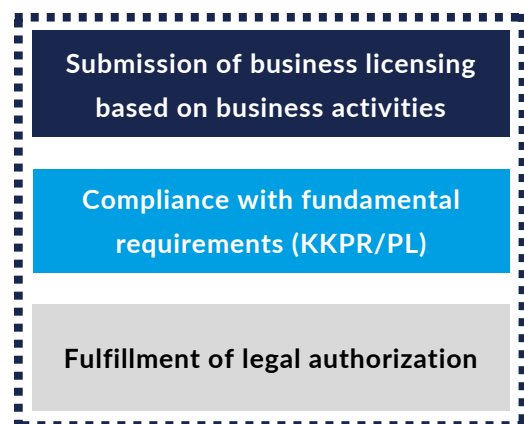 Submission of business licensing
based on business activities
Compliance with fundamental
requirements (KKPR/PL)
Fulfillment of legal authorization